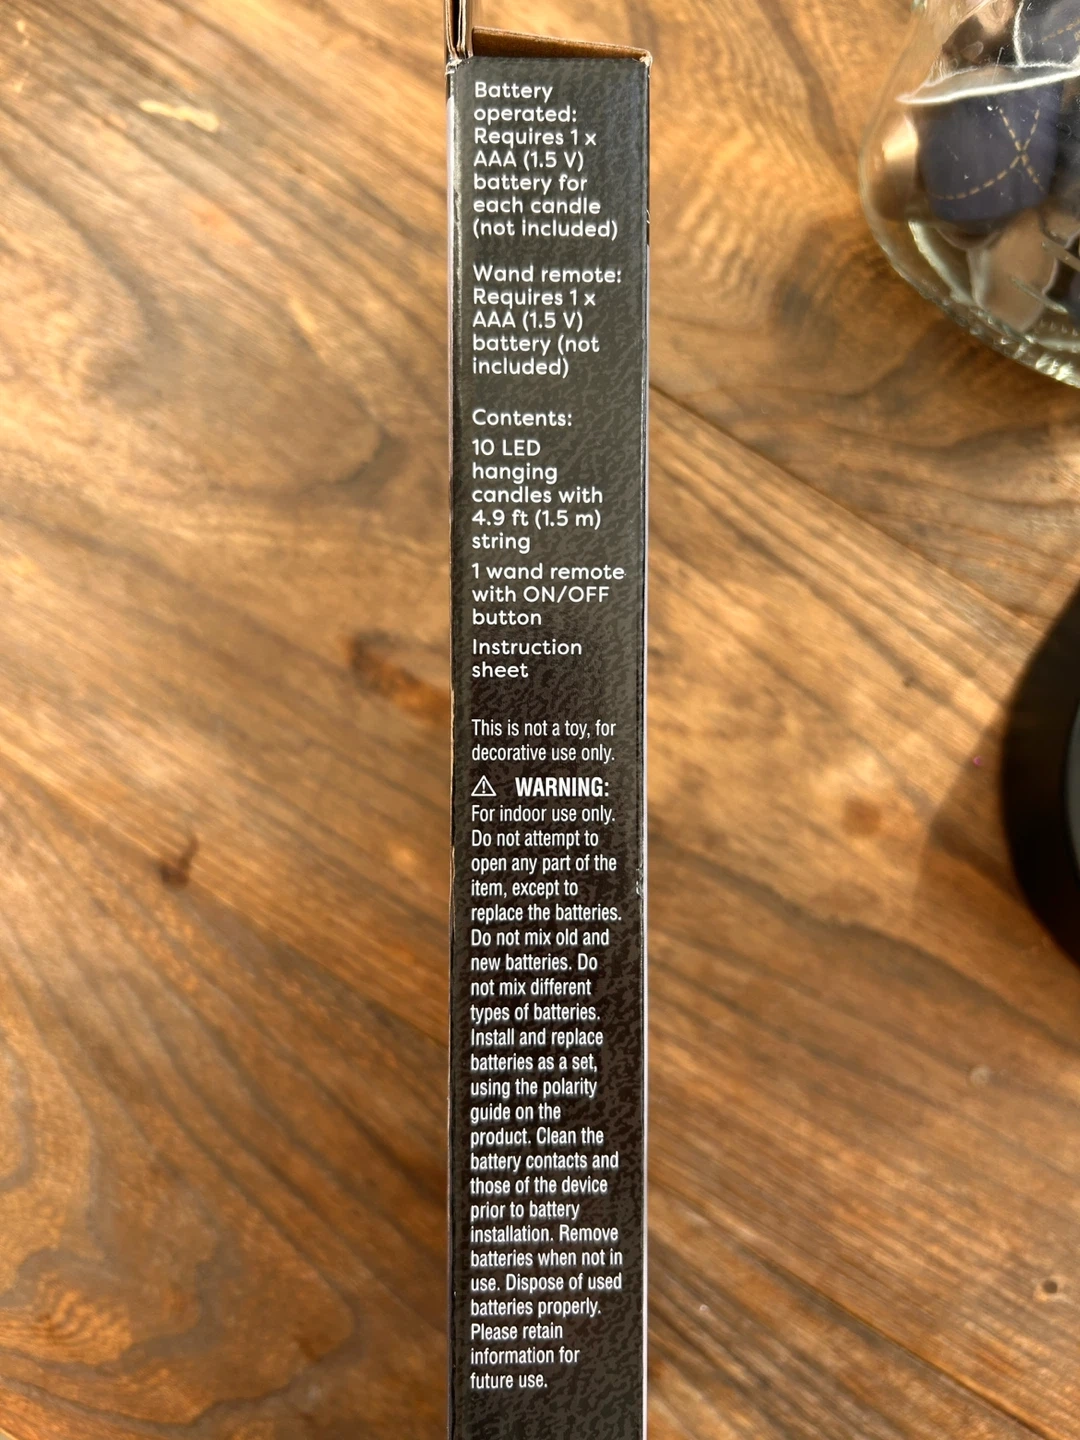 Battery
operated:
Requires 1 x
AAA (1.5 V)
battery for
each candle
(not included)
Wand remote:
Requires 1 x
AAA (1.5 V)
battery (not
included)
Contents:
10 LED
hanging
candles with
4.9 ft (1.5 m)
string
1 wand remote
with ON/OFF
button
Instruction
sheet
This is not a toy, for
decorative use only.
⚠ WARNING:
For indoor use only.
Do not attempt to
open any part of the
item, except to
replace the batteries.
Do not mix old and
new batteries. Do
not mix different
types of batteries.
Install and replace
batteries as a set,
using the polarity
guide on the
product. Clean the
battery contacts and
those of the device
prior to battery
installation. Remove
batteries when not in
use. Dispose of used
batteries properly.
Please retain
information for
future use.